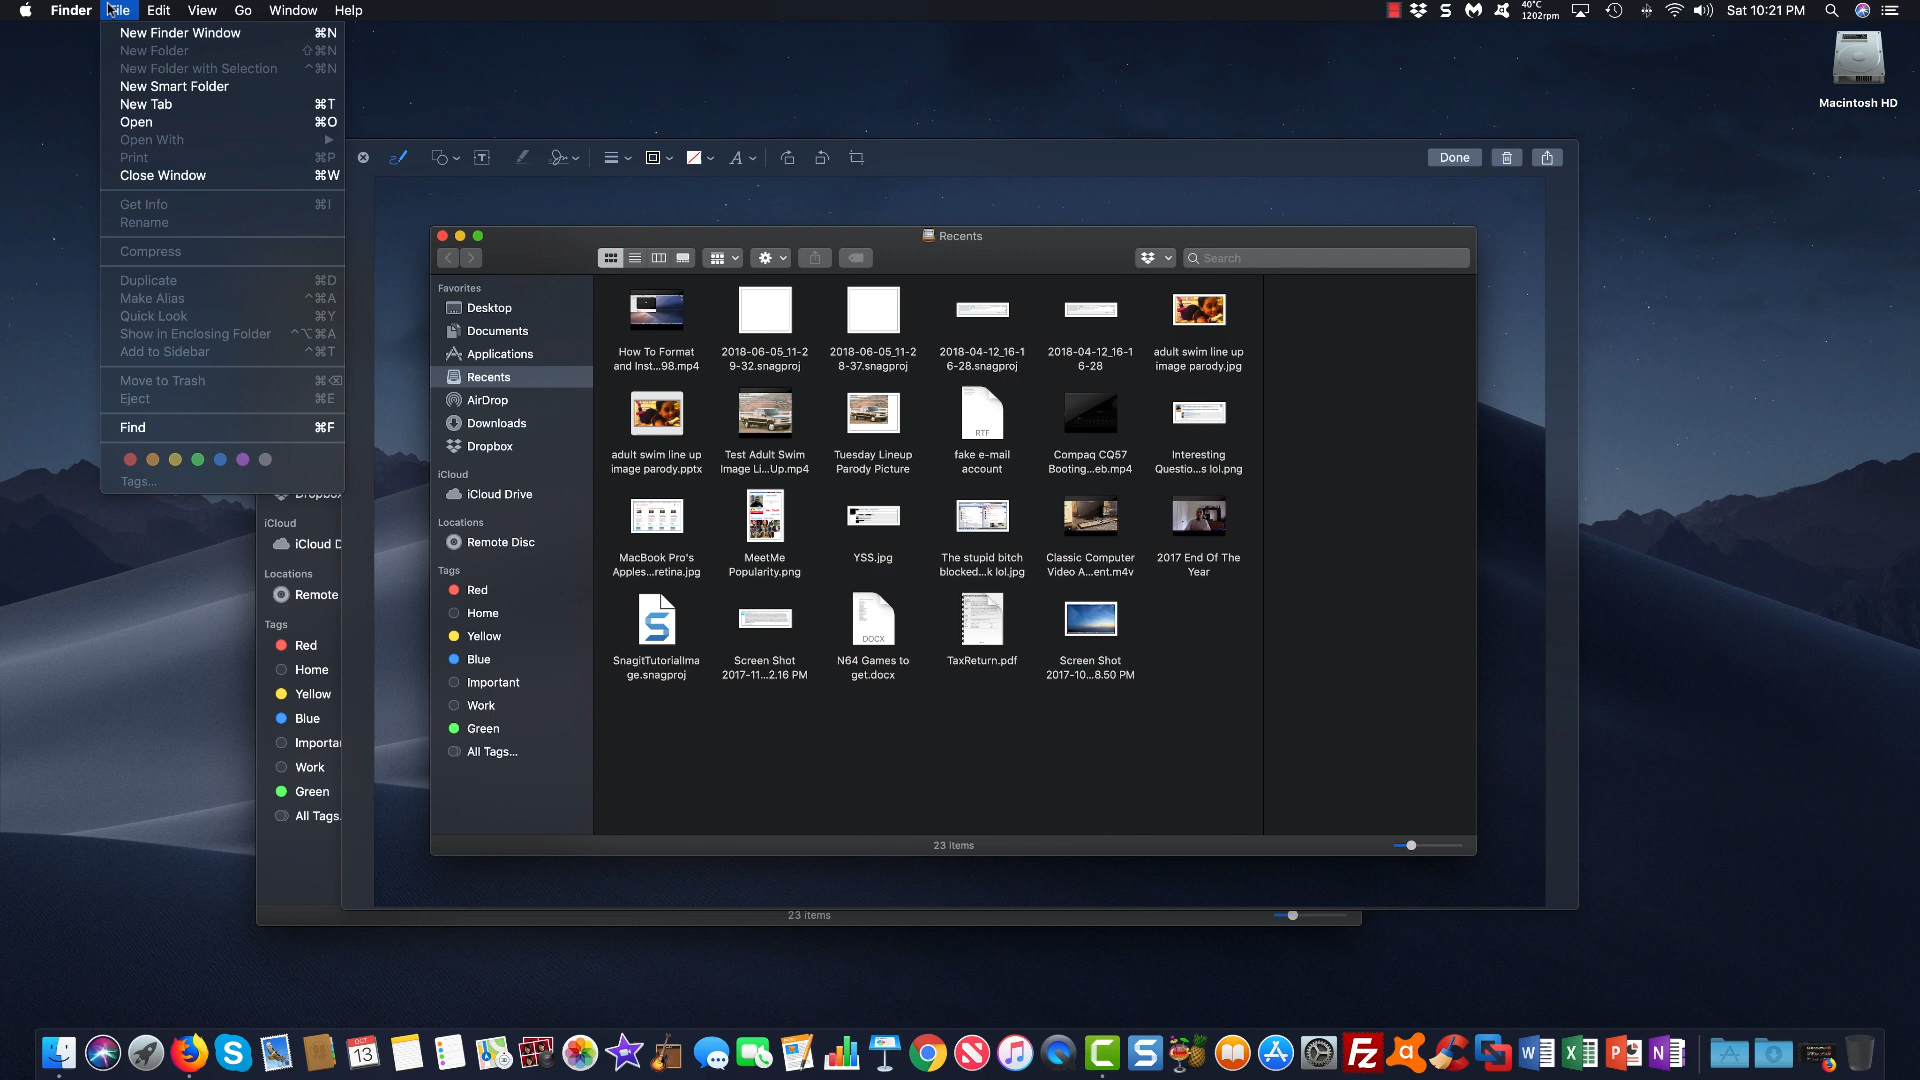 Finder File Edit View Go Window Help
40°C
1202rpm
Sat 10:21 PM
New Finder Window ⌘N
New Folder ⇧⌘N
New Folder with Selection ^⌘N
New Smart Folder
New Tab ⌘T
Open ⌘O
Open With ▶
Print ⌘P
Close Window ⌘W
Get Info ⌘I
Rename
Compress
Duplicate ⌘D
Make Alias ^⌘A
Quick Look ⌘Y
Show in Enclosing Folder ^⌥⌘A
Add to Sidebar ^⌘T
Move to Trash ⌘⌫
Eject ⌘E
Find ⌘F
Tags...
Macintosh HD
Done
Recents
Search
Favorites
Desktop
Documents
Applications
Recents
AirDrop
Downloads
Dropbox
iCloud
iCloud Drive
Locations
Remote Disc
Tags
Red
Home
Yellow
Blue
Important
Work
Green
All Tags...
How To Format
and Inst...98.mp4
2018-06-05_11-2
9-32.snagproj
2018-06-05_11-2
8-37.snagproj
2018-04-12_16-1
6-28.snagproj
2018-04-12_16-1
6-28
adult swim line up
image parody.jpg
adult swim line up
image parody.pptx
Test Adult Swim
Image Li...Up.mp4
Tuesday Lineup
Parody Picture
RTF
fake e-mail
account
Compaq CQ57
Booting...eb.mp4
Interesting
Questio...s lol.png
MacBook Pro's
Apples...retina.jpg
MeetMe
Popularity.png
YSS.jpg
The stupid bitch
blocked...k lol.jpg
Classic Computer
Video A...ent.m4v
2017 End Of The
Year
SnagitTutorialIma
ge.snagproj
Screen Shot
2017-11...2.16 PM
DOCX
N64 Games to
get.docx
TaxReturn.pdf
Screen Shot
2017-10...8.50 PM
23 items
Dropbox
iCloud
iCloud D
Locations
Remote
Tags
Red
Home
Yellow
Blue
Importa
Work
Green
All Tags.
23 items
OCT
13